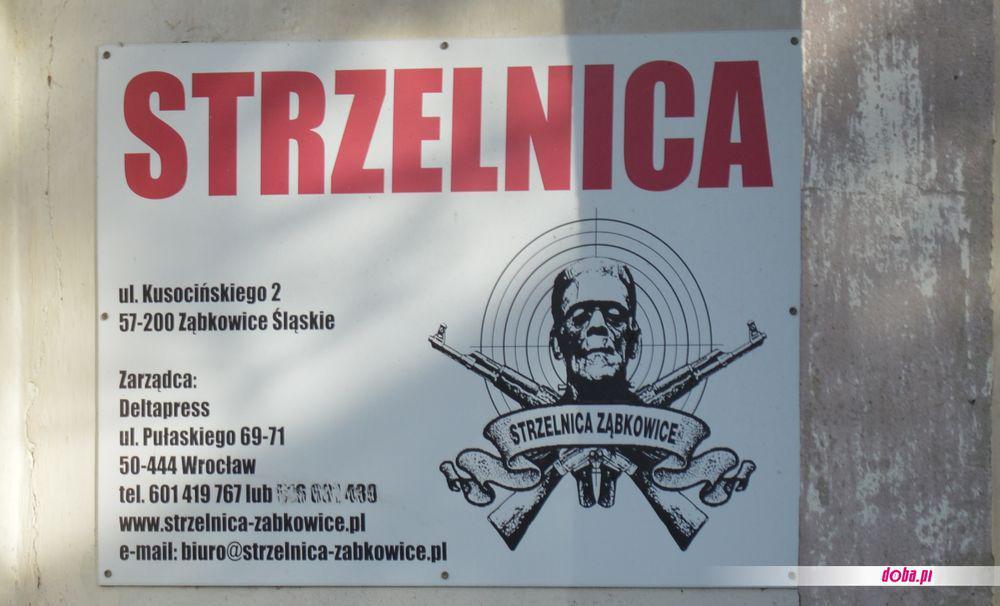 STRZELNICA
ul. Kusocińskiego 2
57-200 Ząbkowice Śląskie
Zarządca:
Deltapress
ul. Pułaskiego 69-71
50-444 Wrocław
tel. 601 419 767 lub
www.strzelnica-zabkowice.pl
e-mail: biuro@strzelnica-zabkowice.pl
STRZELNICA ZĄBKOWICE
doba.pl